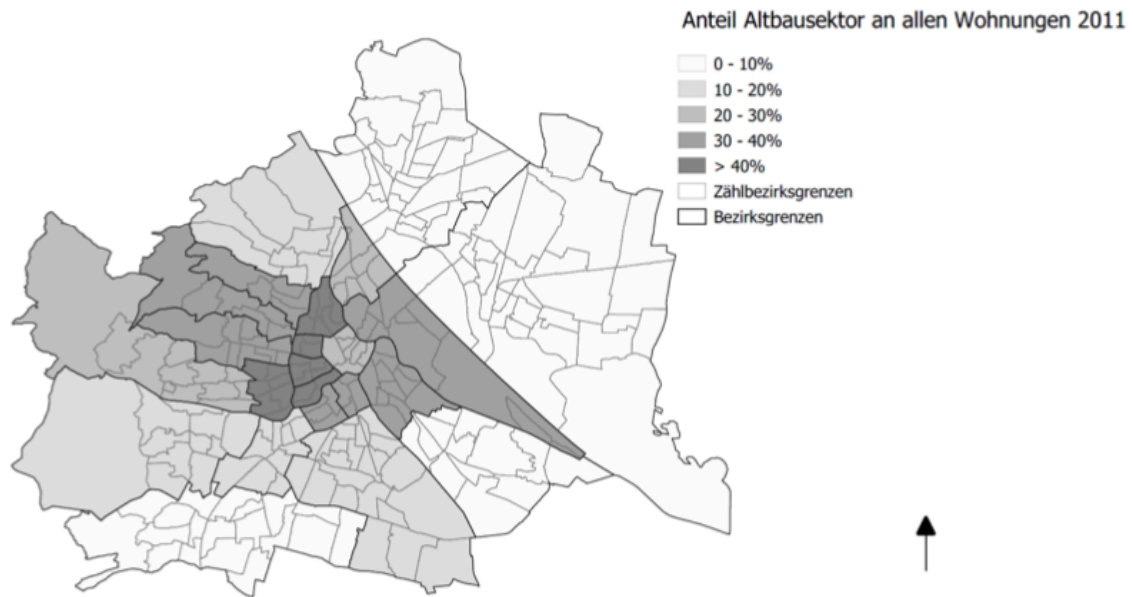 Anteil Altbausektor an allen Wohnungen 2011
0 - 10%
10 - 20%
20 - 30%
30 - 40%
> 40%
Zählbezirksgrenzen
Bezirksgrenzen